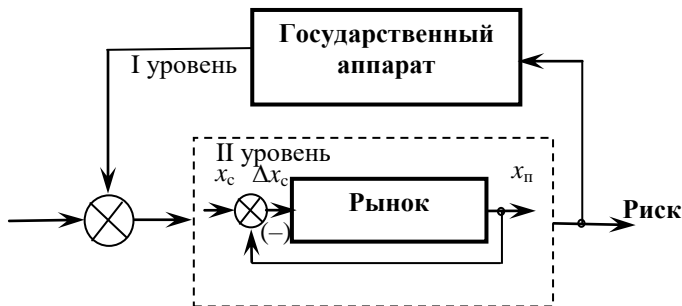 Государственный
аппарат
I уровень
II уровень
xс Δxс
xп
Рынок
(–)
Риск